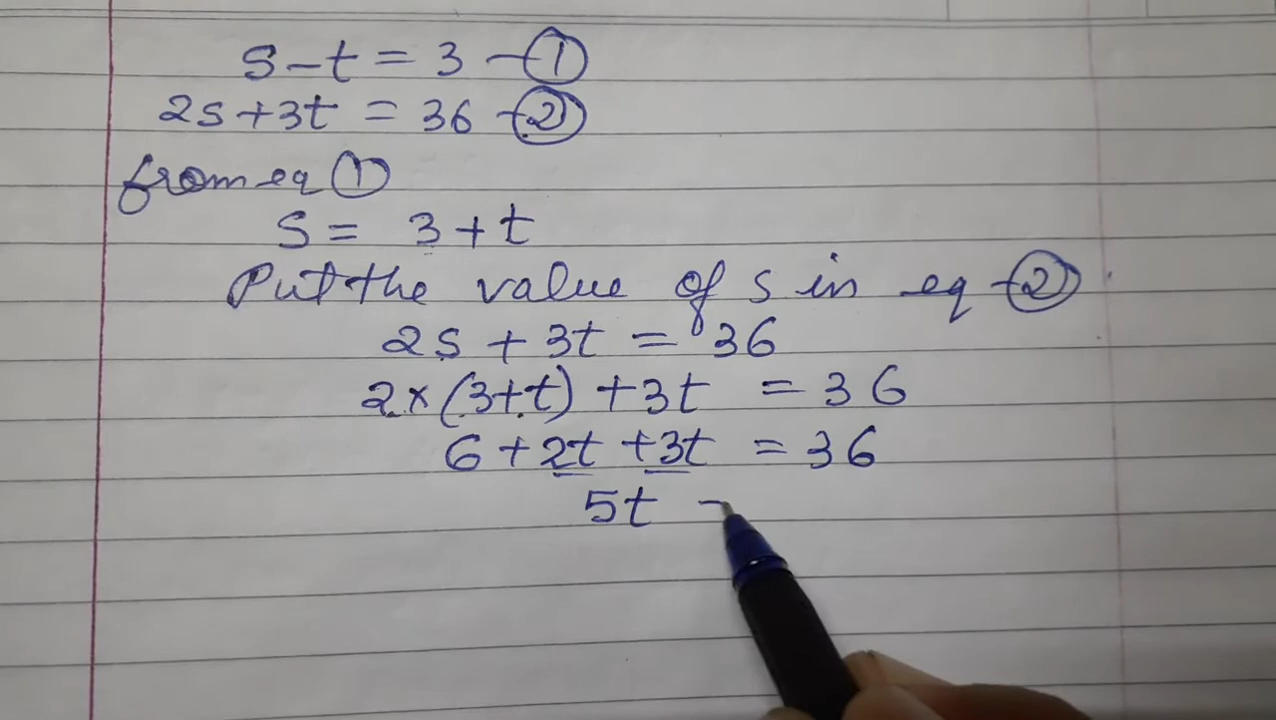 s-t = 3 -①
2s+3t = 36 -②
from eq ①
s = 3+t
Put the value of s in eq -②
2s + 3t = 36
2×(3+t) +3t = 36
6+2t +3t = 36
5t -